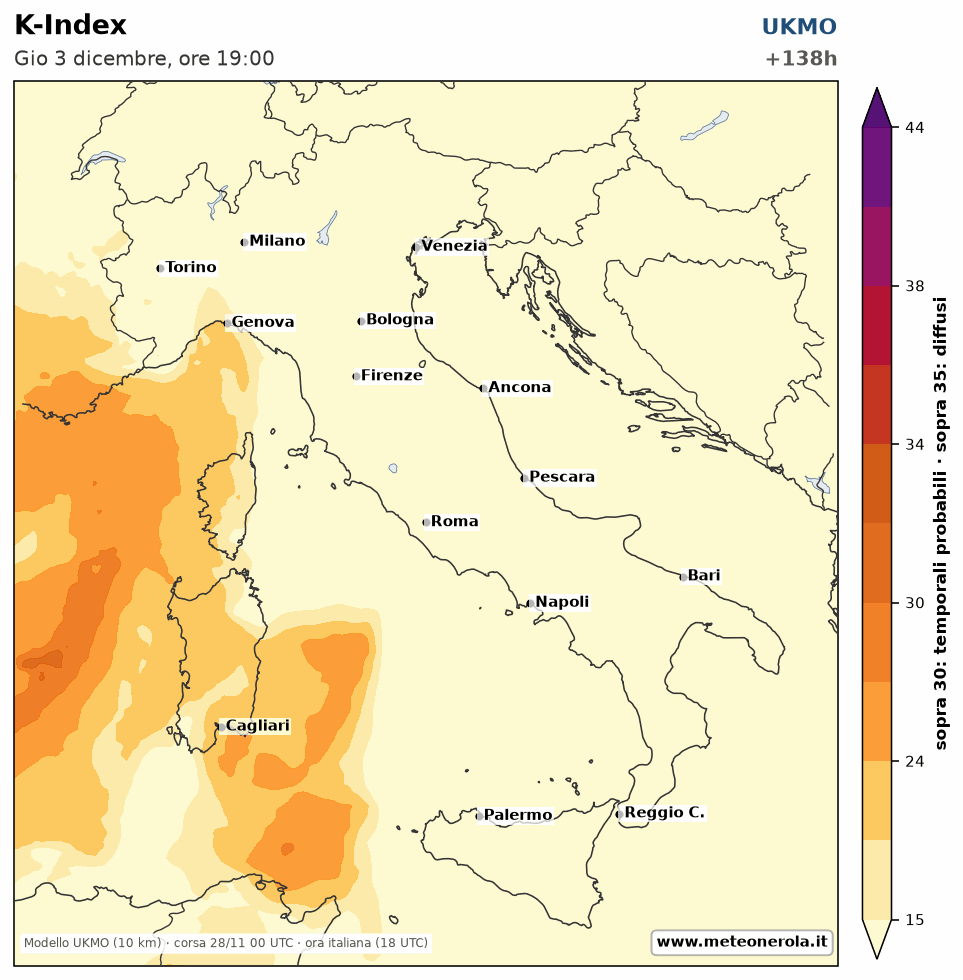 K-Index
UKMO
Gio 3 dicembre, ore 19:00
+138h
44
38
34
30
24
15
sopra 30: temporali probabili · sopra 35: diffusi
Milano
Venezia
Torino
Genova
Bologna
Firenze
Ancona
Pescara
Roma
Bari
Napoli
Cagliari
Palermo
Reggio C.
Modello UKMO (10 km) · corsa 28/11 00 UTC · ora italiana (18 UTC)
www.meteonerola.it